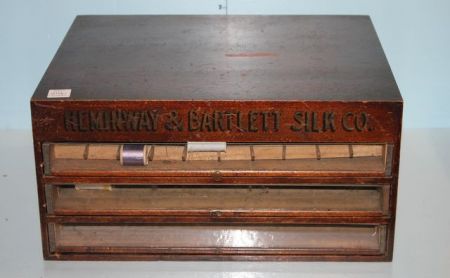 HEMINWAY & BARTLETT SILK CO.